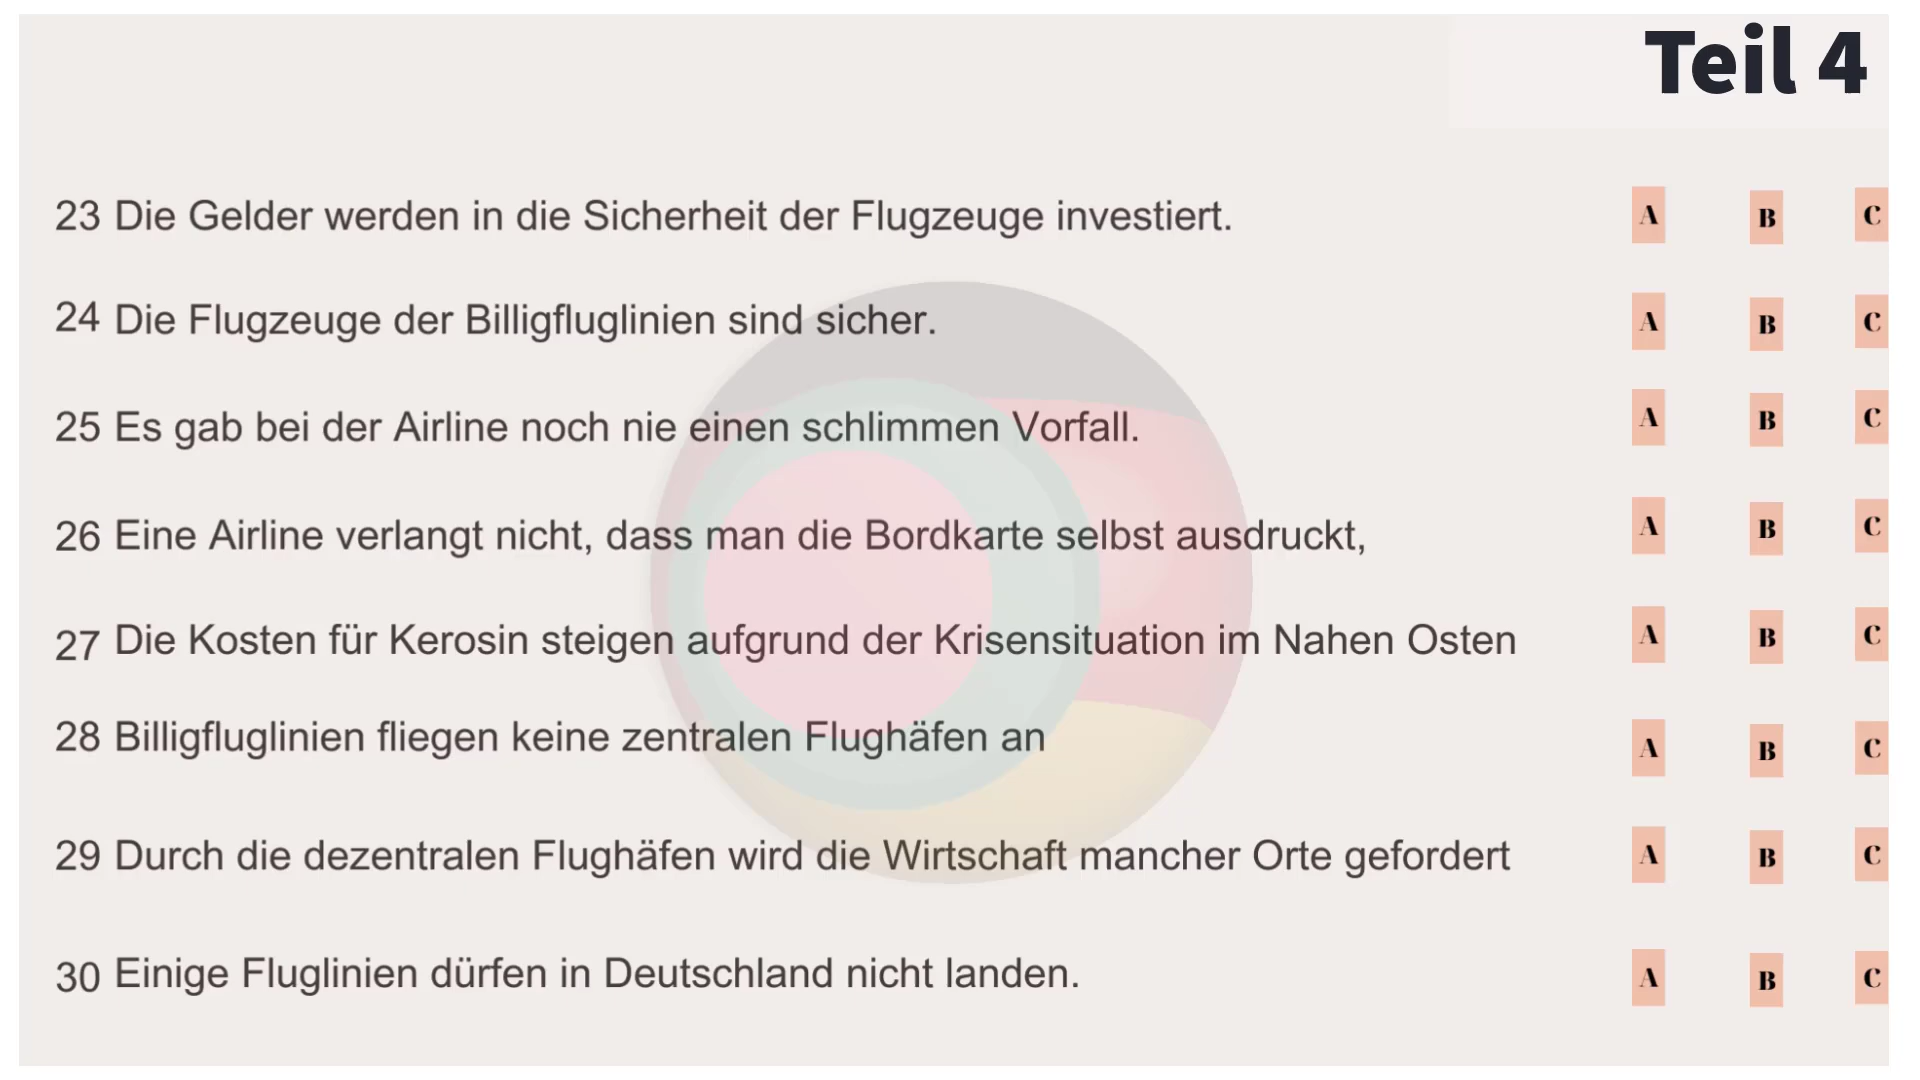 Teil 4
23 Die Gelder werden in die Sicherheit der Flugzeuge investiert. A B C
24 Die Flugzeuge der Billigfluglinien sind sicher. A B C
25 Es gab bei der Airline noch nie einen schlimmen Vorfall. A B C
26 Eine Airline verlangt nicht, dass man die Bordkarte selbst ausdruckt, A B C
27 Die Kosten für Kerosin steigen aufgrund der Krisensituation im Nahen Osten A B C
28 Billigfluglinien fliegen keine zentralen Flughäfen an A B C
29 Durch die dezentralen Flughäfen wird die Wirtschaft mancher Orte gefordert A B C
30 Einige Fluglinien dürfen in Deutschland nicht landen. A B C